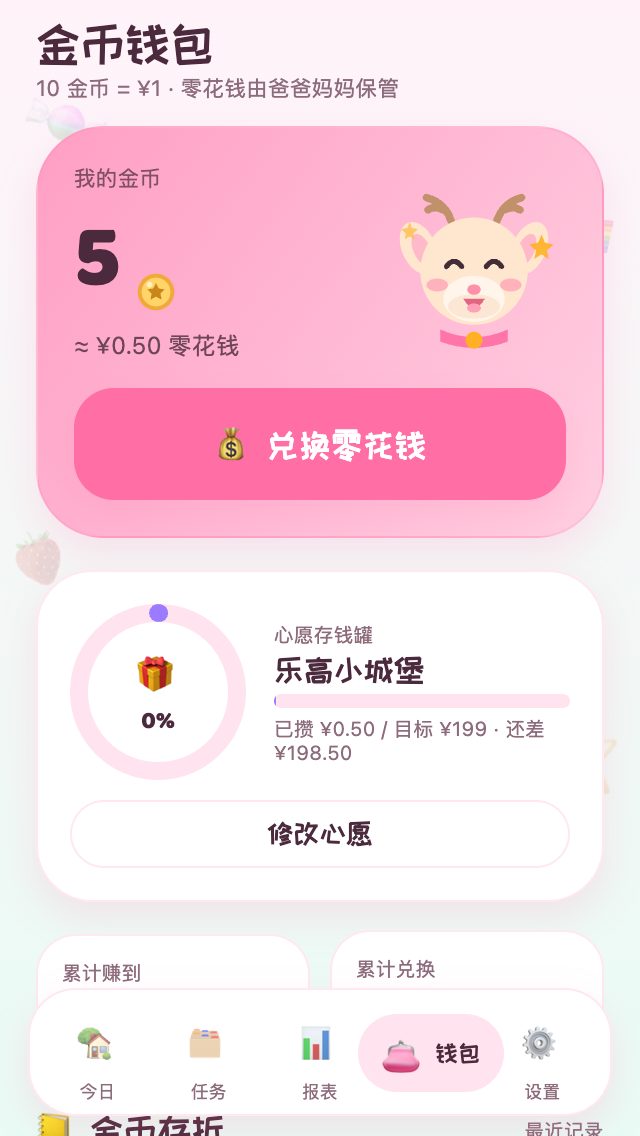 金币钱包
10 金币 = ¥1 · 零花钱由爸爸妈妈保管
我的金币
5
≈ ¥0.50 零花钱
兑换零花钱
心愿存钱罐
乐高小城堡
0%
已攒 ¥0.50 / 目标 ¥199 · 还差
¥198.50
修改心愿
累计赚到
累计兑换
今日
任务
报表
钱包
设置
金币存折
最近记录